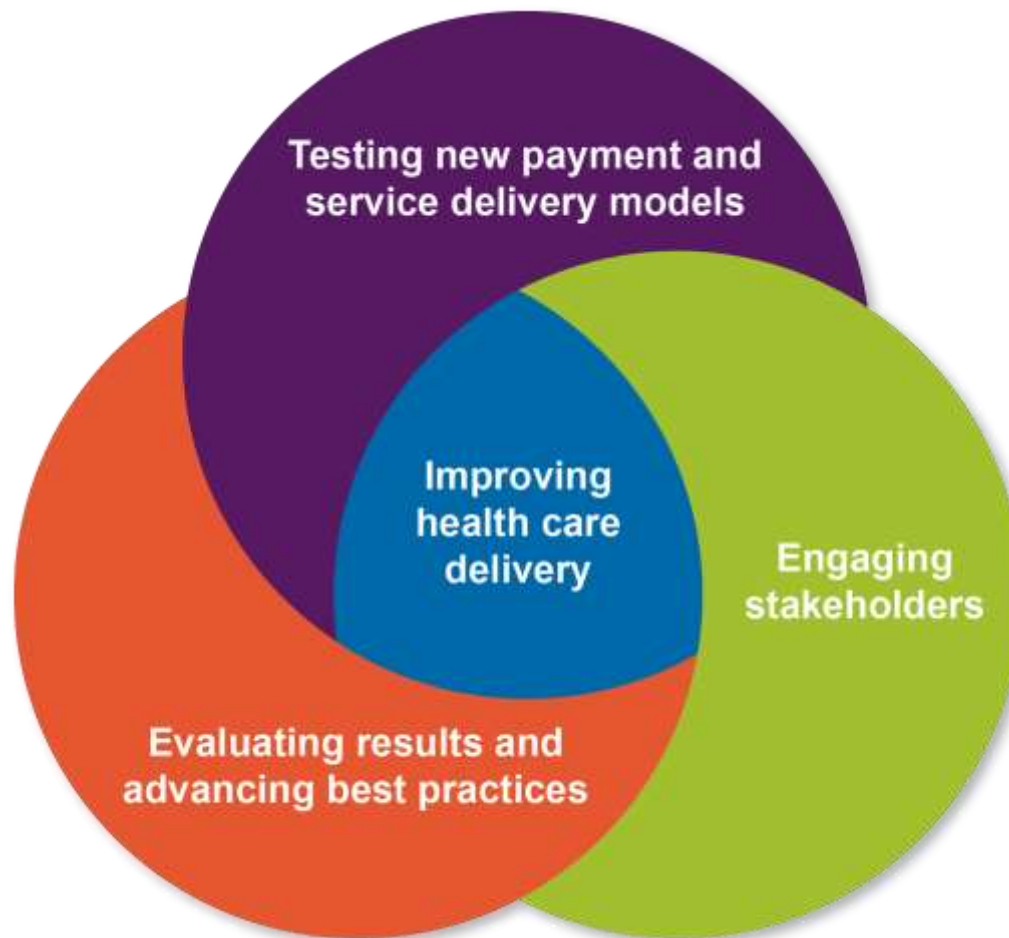 Testing new payment and
service delivery models
Improving
health care
delivery
Engaging
stakeholders
Evaluating results and
advancing best practices